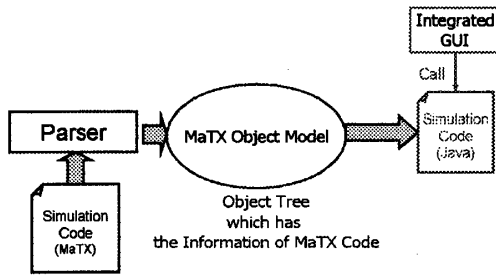 Integrated
GUI
Call
Parser
MaTX Object Model
Simulation
Code
(Java)
Simulation
Code
(MaTX)
Object Tree
which has
the Information of MaTX Code